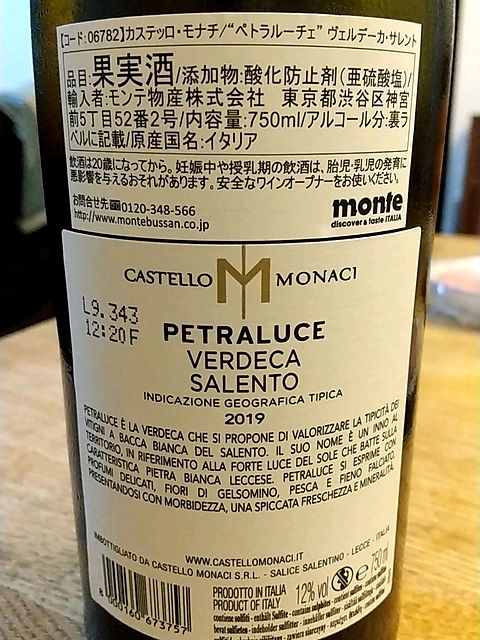 【コード：06782】カステッロ・モナチ/“ペトラルーチェ” ヴェルデーカ・サレント
品目：果実酒/添加物：酸化防止剤（亜硫酸塩）/
輸入者：モンテ物産株式会社 東京都渋谷区神宮
前5丁目52番2号/内容量：750ml/アルコール分：裏ラ
ベルに記載/原産国名：イタリア
飲酒は20歳になってから。妊娠中や授乳期の飲酒は、胎児・乳児の発育に
悪影響を与えるおそれがあります。安全なワインオープナーをお使いください。
お問合せ先 0120-348-566
http://www.montebussan.co.jp
monte
discover & taste ITALIA
CASTELLO M MONACI
L9.343
12:20F
PETRALUCE
VERDECA
SALENTO
INDICAZIONE GEOGRAFICA TIPICA
2019
PETRALUCE È LA VERDECA CHE SI PROPONE DI VALORIZZARE LA TIPICITÀ DEI
VITIGNI A BACCA BIANCA DEL SALENTO. IL SUO NOME È UN INNO AL
TERRITORIO, IN RIFERIMENTO ALLA FORTE LUCE DEL SOLE CHE BATTE SULLA
CARATTERISTICA PIETRA BIANCA LECCESE. PETRALUCE SI ESPRIME CON
PROFUMI DELICATI, FIORI DI GELSOMINO, PESCA E FIENO FALCIATO,
PRESENTANDOSI CON MORBIDEZZA, UNA SPICCATA FRESCHEZZA E MINERALITÀ.
WWW.CASTELLOMONACI.IT
IMBOTTIGLIATO DA CASTELLO MONACI S.R.L. - SALICE SALENTINO - LECCE - ITALIA
PRODOTTO IN ITALIA
PRODUCT OF ITALY
12% vol
e 750 ml
8 000160 673757
contiene solfiti - enthält Sulfite - contains sulphites - contient sulfites
bevat sulfieten - indeholder sulfitter